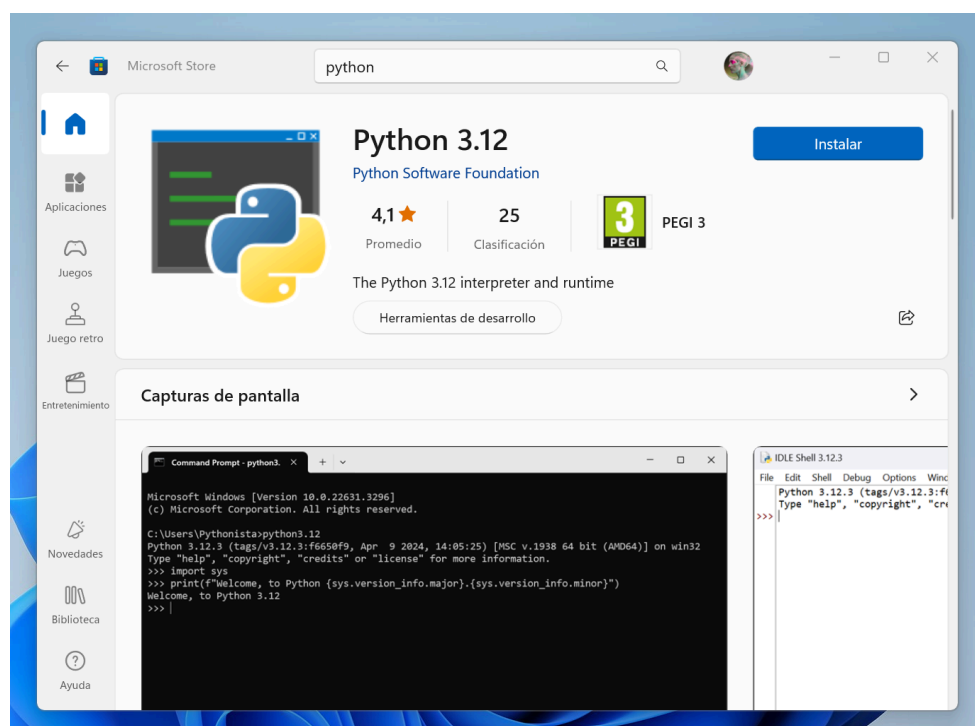 Microsoft Store
python
Python 3.12
Instalar
Python Software Foundation
4,1
25
3
PEGI
PEGI 3
Promedio
Clasificación
The Python 3.12 interpreter and runtime
Herramientas de desarrollo
Aplicaciones
Juegos
Juego retro
Entretenimiento
Novedades
Biblioteca
Ayuda
Capturas de pantalla
Command Prompt - python3.
Microsoft Windows [Version 10.0.22631.3296]
(c) Microsoft Corporation. All rights reserved.
C:\Users\Pythonista>python3.12
Python 3.12.3 (tags/v3.12.3:f6650f9, Apr  9 2024, 14:05:25) [MSC v.1938 64 bit (AMD64)] on win32
Type "help", "copyright", "credits" or "license" for more information.
>>> import sys
>>> print(f"Welcome, to Python {sys.version_info.major}.{sys.version_info.minor}")
Welcome, to Python 3.12
>>>
IDLE Shell 3.12.3
File Edit Shell Debug Options
Python 3.12.3 (tags/v3.12.3:f6
Type "help", "copyright", "cre
>>>